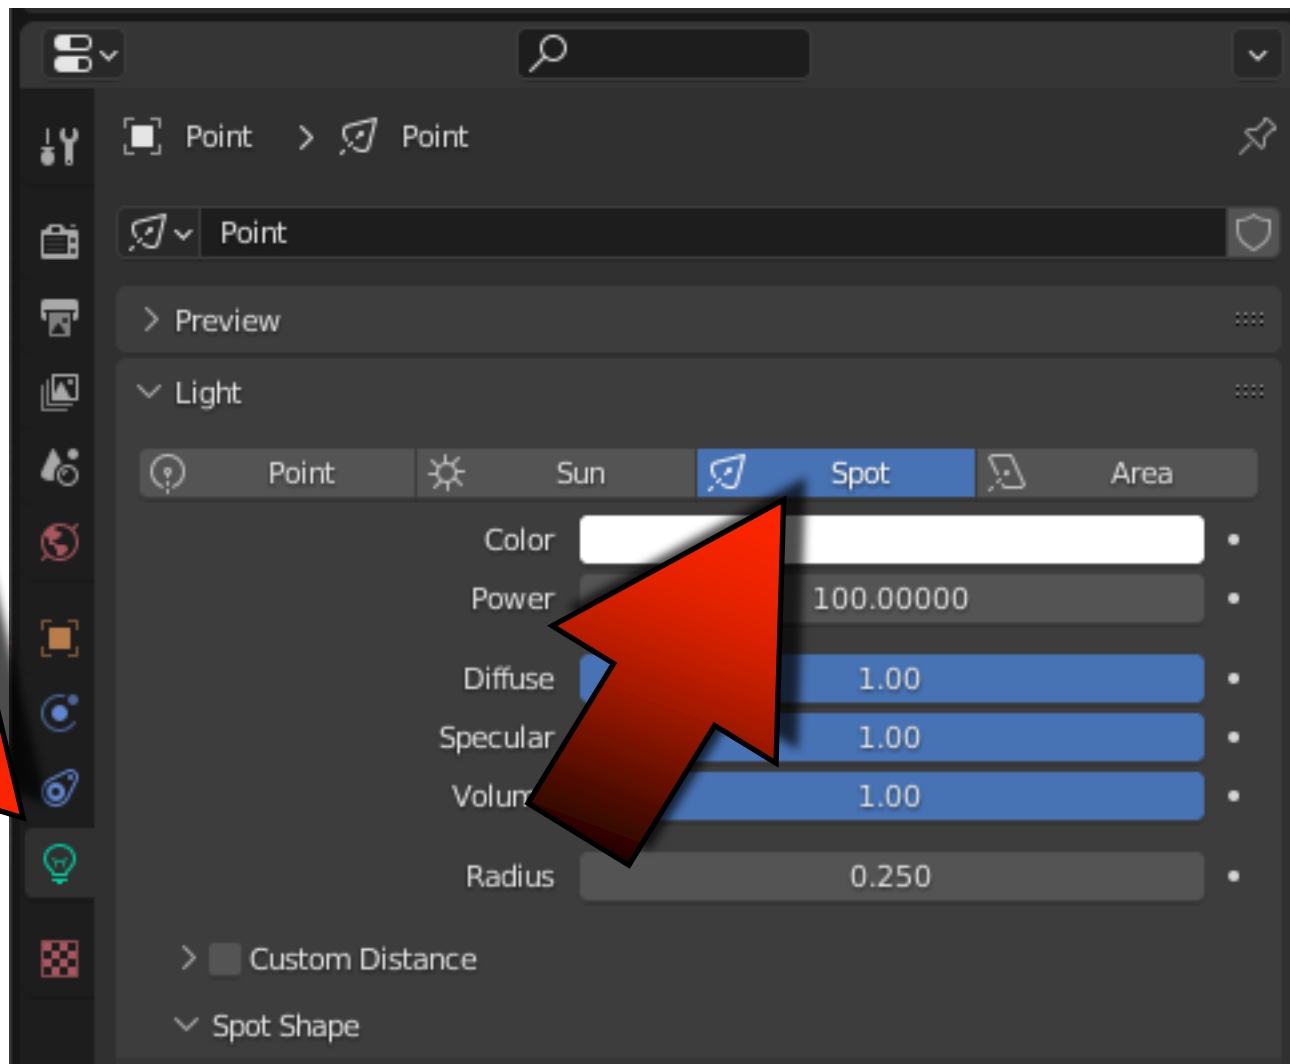 Point > Point
Point
Preview
Light
Point Sun Spot Area
Color
Power 100.00000
Diffuse 1.00
Specular 1.00
1.00
Radius 0.250
Custom Distance
Spot Shape